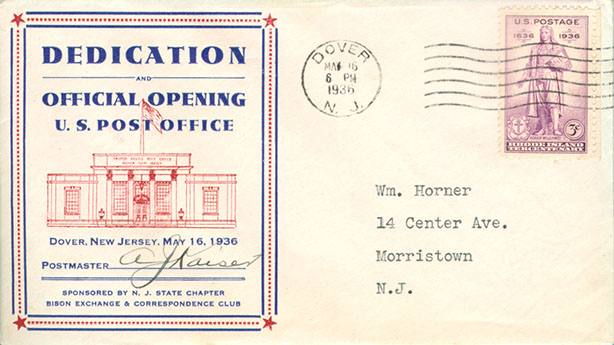 DEDICATION
AND
OFFICIAL OPENING
U. S. POST OFFICE
DOVER, NEW JERSEY, MAY 16, 1936
POSTMASTER A J Kaiser
SPONSORED BY N. J. STATE CHAPTER
BISON EXCHANGE & CORRESPONDENCE CLUB
DOVER
MAY 16
6 PM
1936
N. J.
U.S. POSTAGE
1636 1936
3¢
RHODE ISLAND
TERCENTENARY
Wm. Horner
14 Center Ave.
Morristown
N.J.